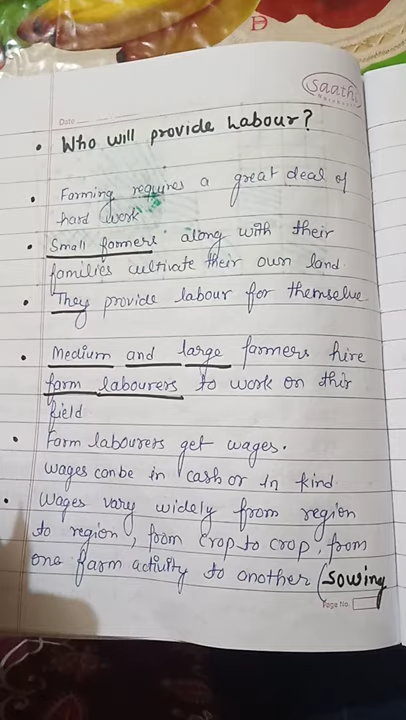 Saathi
Date
• Who will provide Labour?
• Farming requires a great deal of
hard work
• Small farmers along with their
families cultivate their own land.
• They provide labour for themselve
• Medium and large farmers hire
farm labourers to work on thir
field
• Farm labourers get wages.
wages can be in cash or in kind
• Wages vary widely from region
to region, from crop to crop, from
one farm activity to onother (sowing
Page No.